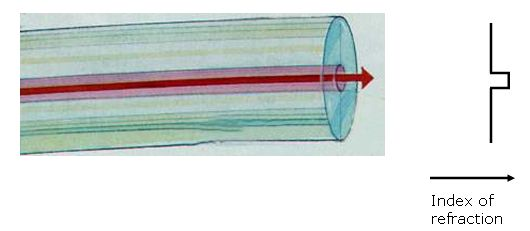 Index of
refraction